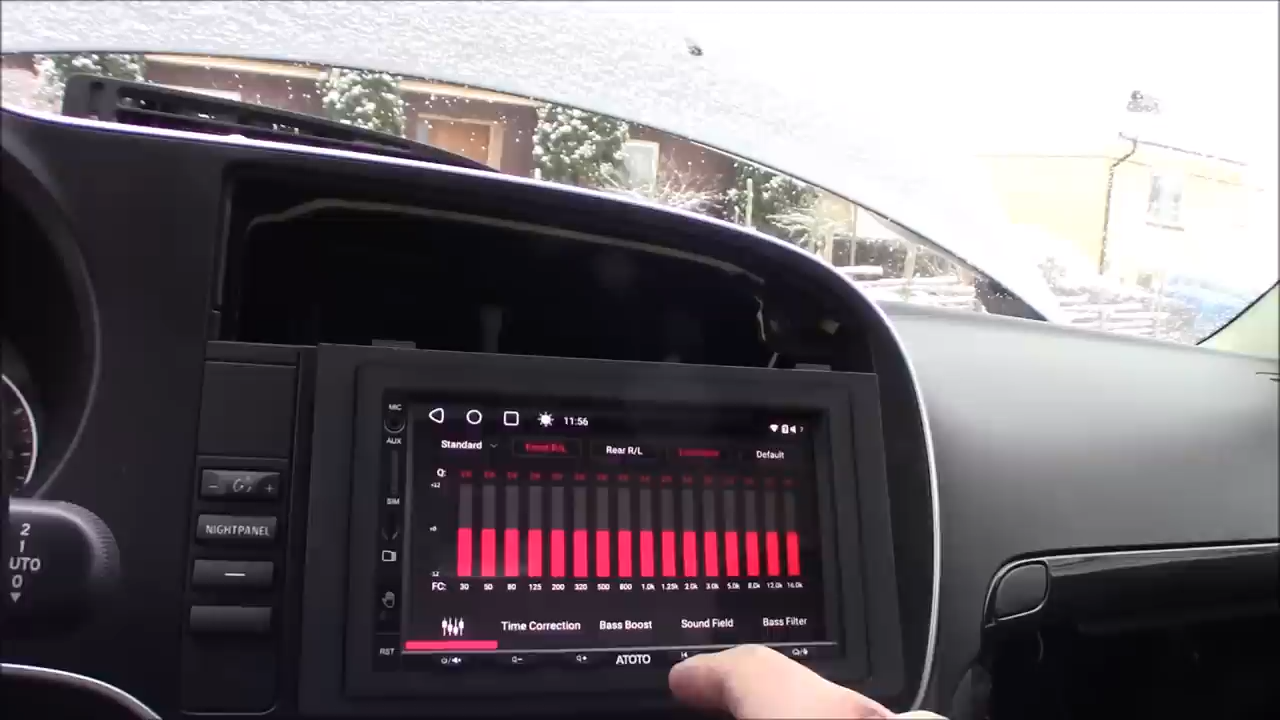 MIC
AUX
SIM
RST
11:56
Standard
Front R/L
Rear R/L
Default
Q:
+12
+0
-12
FC: 30 50 80 125 200 320 500 800 1.0k 1.25k 2.0k 3.0k 5.0k 8.0k 12.0k 16.0k
Time Correction
Bass Boost
Sound Field
Bass Filter
ATOTO
- +
NIGHTPANEL
2
1
UTO
0